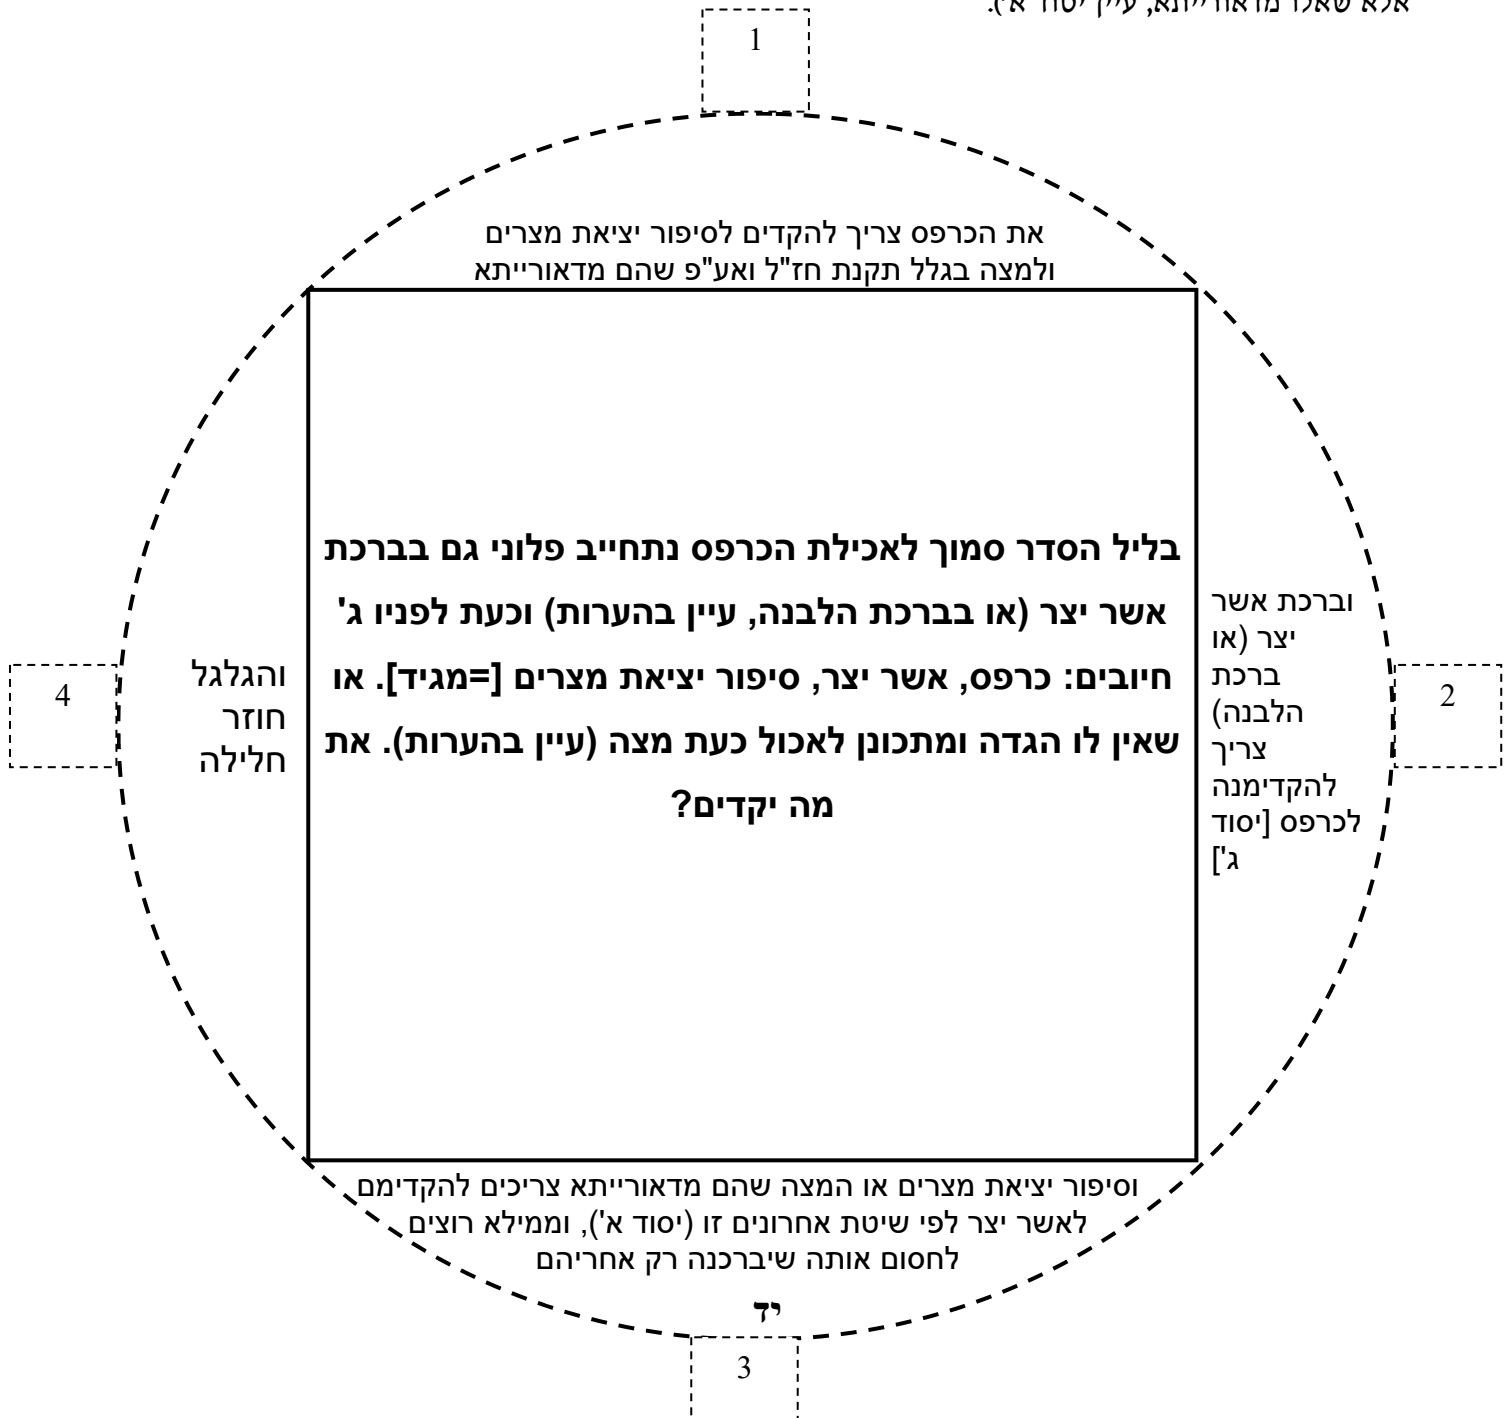 אלא שאלו מדאורייתא, עיין יסוד א').
1
את הכרפס צריך להקדים לסיפור יציאת מצרים
ולמצה בגלל תקנת חז"ל ואע"פ שהם מדאורייתא
בליל הסדר סמוך לאכילת הכרפס נתחייב פלוני גם בברכת
אשר יצר (או בברכת הלבנה, עיין בהערות) וכעת לפניו ג'
חיובים: כרפס, אשר יצר, סיפור יציאת מצרים [=מגיד]. או
שאין לו הגדה ומתכונן לאכול כעת מצה (עיין בהערות). את
מה יקדים?
וברכת אשר
יצר (או
ברכת
הלבנה)
צריך
להקדימנה
לכרפס [יסוד
ג']
2
וסיפור יציאת מצרים או המצה שהם מדאורייתא צריכים להקדימם
לאשר יצר לפי שיטת אחרונים זו (יסוד א'), וממילא רוצים
לחסום אותה שיברכנה רק אחריהם
יד
3
והגלגל
חוזר
חלילה
4